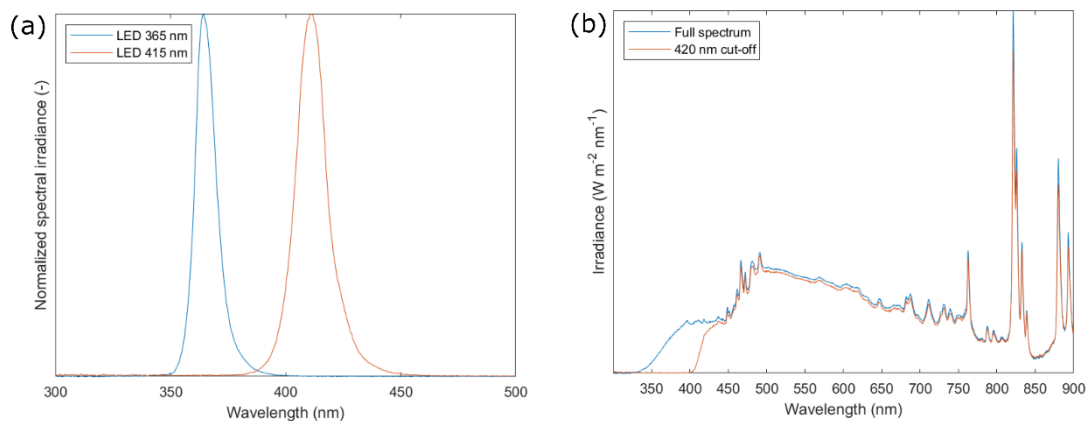 (a)
LED 365 nm
LED 415 nm
Normalized spectral irradiance (-)
300 350 400 450 500
Wavelength (nm)
(b)
Full spectrum
420 nm cut-off
Irradiance (W m-2 nm-1)
350 400 450 500 550 600 650 700 750 800 850 900
Wavelength (nm)